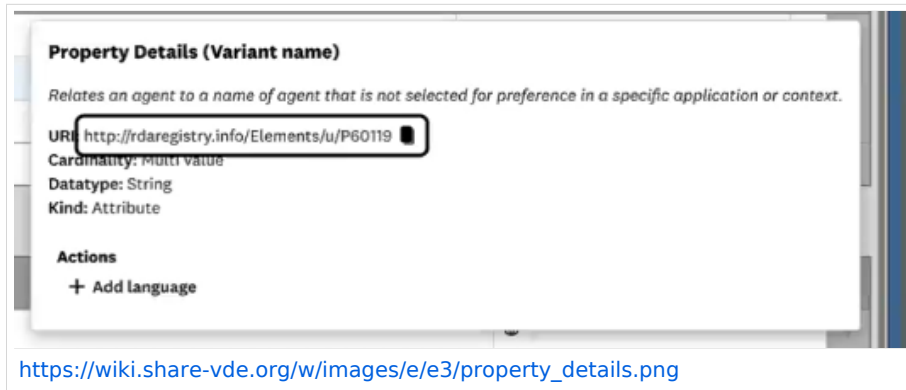 Property Details (Variant name)
Relates an agent to a name of agent that is not selected for preference in a specific application or context.
URI: http://rdaregistry.info/Elements/u/P60119
Cardinality: Multi Value
Datatype: String
Kind: Attribute
Actions
+ Add language
https://wiki.share-vde.org/w/images/e/e3/property_details.png